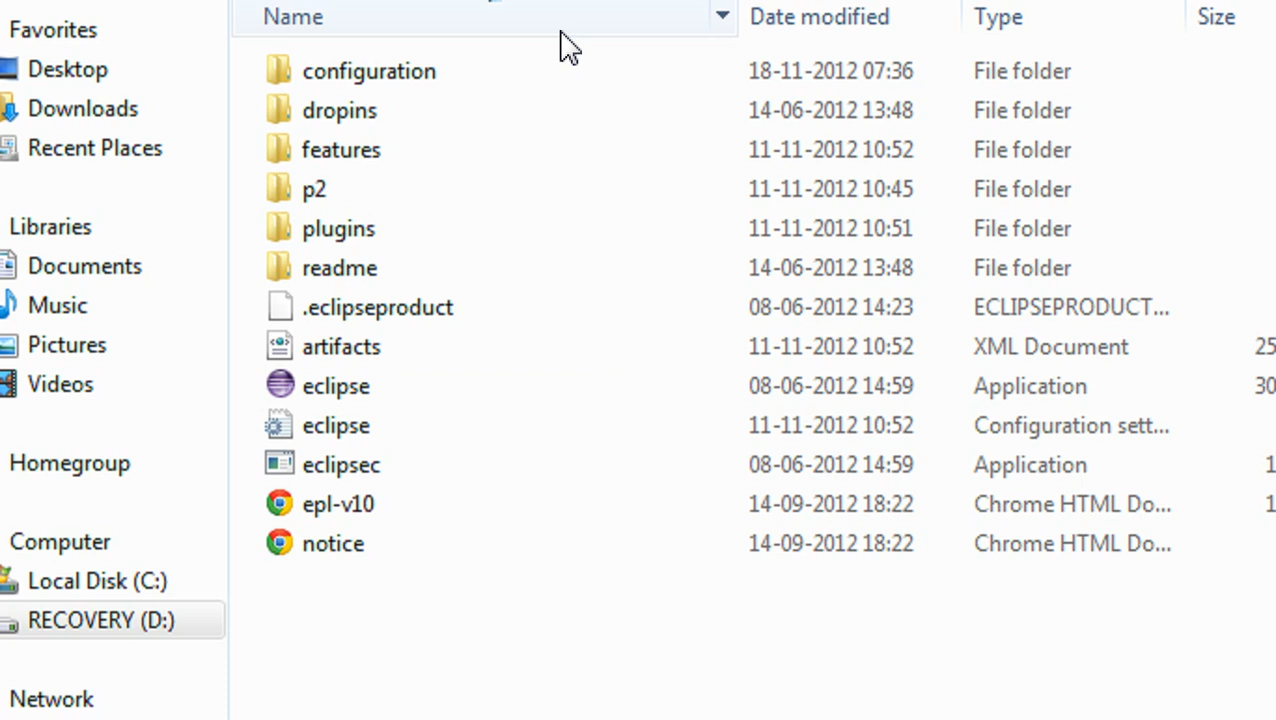 Favorites
Desktop
Downloads
Recent Places
Libraries
Documents
Music
Pictures
Videos
Homegroup
Computer
Local Disk (C:)
RECOVERY (D:)
Network
Name Date modified Type Size
configuration 18-11-2012 07:36 File folder
dropins 14-06-2012 13:48 File folder
features 11-11-2012 10:52 File folder
p2 11-11-2012 10:45 File folder
plugins 11-11-2012 10:51 File folder
readme 14-06-2012 13:48 File folder
.eclipseproduct 08-06-2012 14:23 ECLIPSEPRODUCT...
artifacts 11-11-2012 10:52 XML Document 25
eclipse 08-06-2012 14:59 Application 30
eclipse 11-11-2012 10:52 Configuration sett...
eclipsec 08-06-2012 14:59 Application 1
epl-v10 14-09-2012 18:22 Chrome HTML Do... 1
notice 14-09-2012 18:22 Chrome HTML Do...